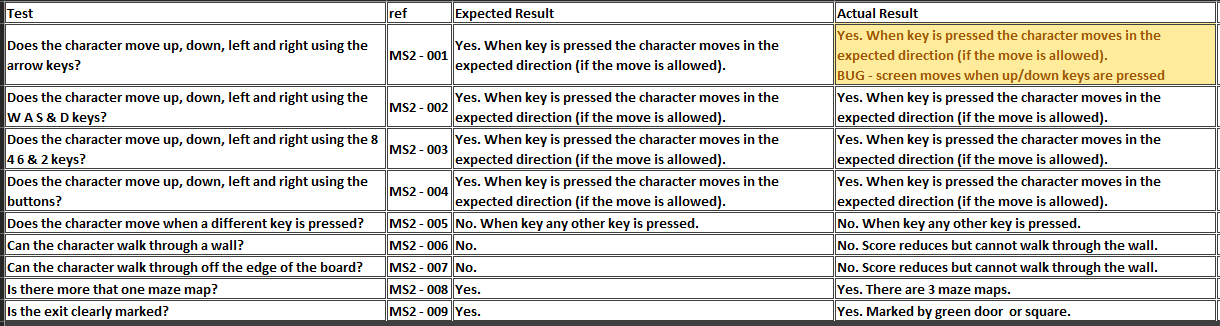 Test ref Expected Result Actual Result
Does the character move up, down, left and right using the
arrow keys?
MS2 - 001
Yes. When key is pressed the character moves in the
expected direction (if the move is allowed).
Yes. When key is pressed the character moves in the
expected direction (if the move is allowed).
BUG - screen moves when up/down keys are pressed
Does the character move up, down, left and right using the
W A S & D keys?
MS2 - 002
Yes. When key is pressed the character moves in the
expected direction (if the move is allowed).
Yes. When key is pressed the character moves in the
expected direction (if the move is allowed).
Does the character move up, down, left and right using the 8
4 6 & 2 keys?
MS2 - 003
Yes. When key is pressed the character moves in the
expected direction (if the move is allowed).
Yes. When key is pressed the character moves in the
expected direction (if the move is allowed).
Does the character move up, down, left and right using the
buttons?
MS2 - 004
Yes. When key is pressed the character moves in the
expected direction (if the move is allowed).
Yes. When key is pressed the character moves in the
expected direction (if the move is allowed).
Does the character move when a different key is pressed? MS2 - 005 No. When key any other key is pressed. No. When key any other key is pressed.
Can the character walk through a wall? MS2 - 006 No. No. Score reduces but cannot walk through the wall.
Can the character walk through off the edge of the board? MS2 - 007 No. No. Score reduces but cannot walk through the wall.
Is there more that one maze map? MS2 - 008 Yes. Yes. There are 3 maze maps.
Is the exit clearly marked? MS2 - 009 Yes. Yes. Marked by green door or square.